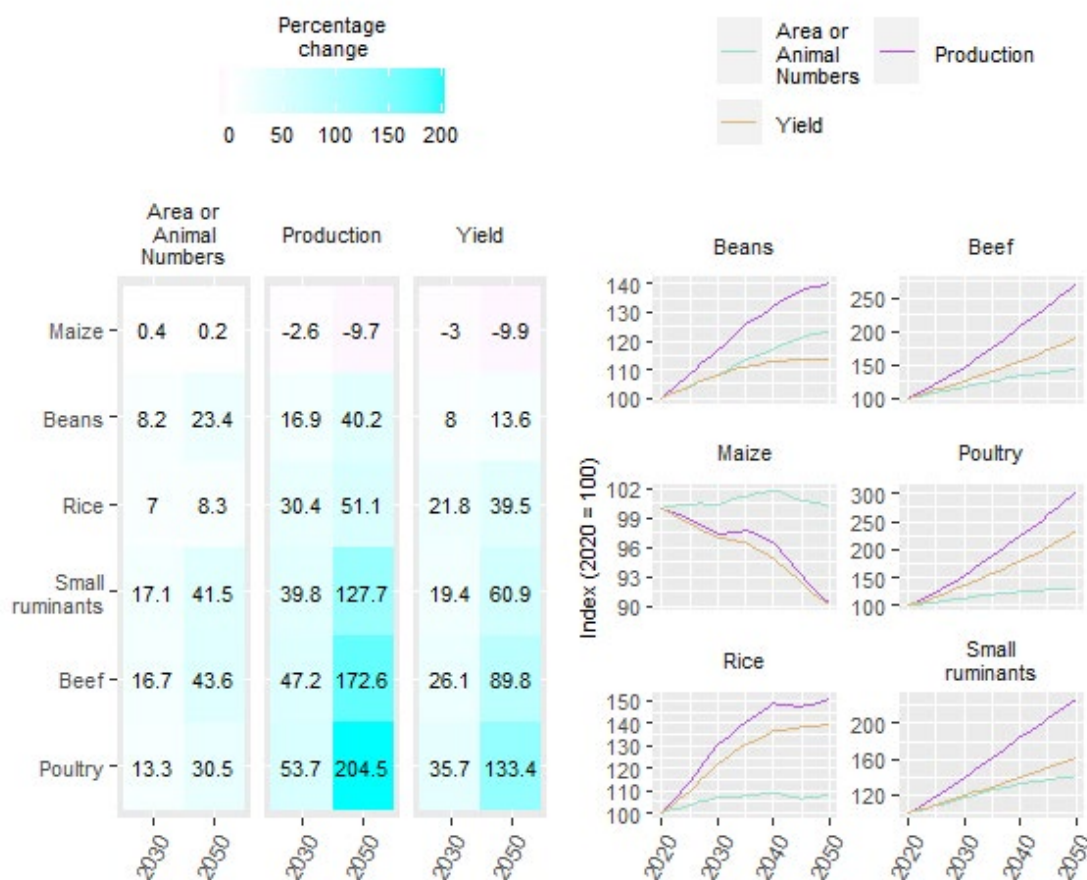 Percentage
change
0 50 100 150 200
Area or
Animal
Numbers
Production
Yield
Area or
Animal
Numbers
Production
Yield
Maize 0.4 0.2 -2.6 -9.7 -3 -9.9
Beans 8.2 23.4 16.9 40.2 8 13.6
Rice 7 8.3 30.4 51.1 21.8 39.5
Small
ruminants 17.1 41.5 39.8 127.7 19.4 60.9
Beef 16.7 43.6 47.2 172.6 26.1 89.8
Poultry 13.3 30.5 53.7 204.5 35.7 133.4
2030 2050 2030 2050 2030 2050
Index (2020 = 100)
Beans
140
130
120
110
100
Beef
250
200
150
100
Maize
102
99
96
93
90
Poultry
300
250
200
150
100
Rice
150
140
130
120
110
100
Small
ruminants
200
160
120
2020 2030 2040 2050 2020 2030 2040 2050